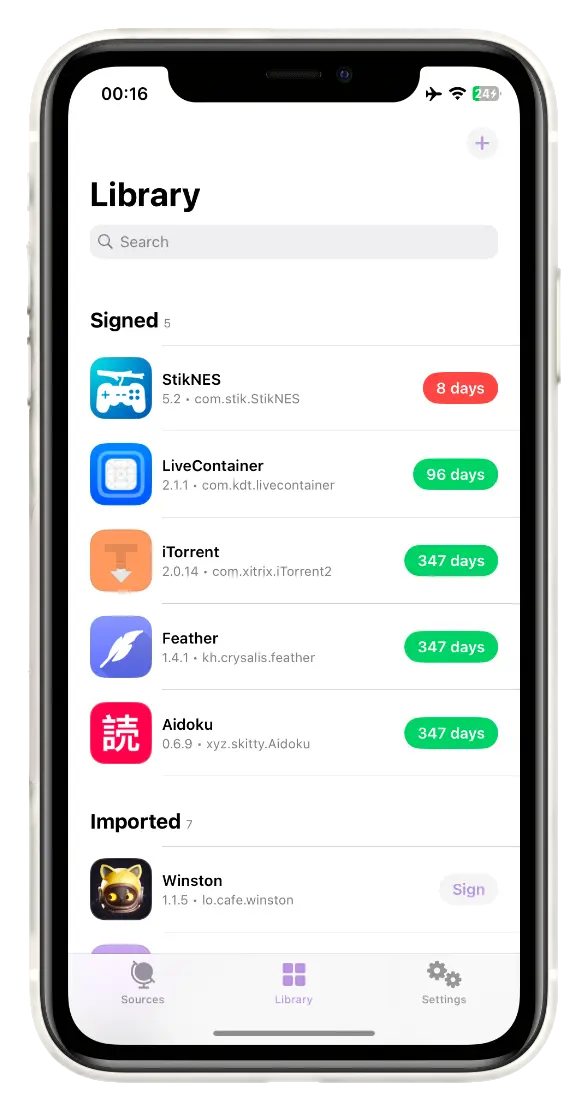 00:16
24
Library
Search
Signed 5
StikNES
5.2 • com.stik.StikNES
8 days
LiveContainer
2.1.1 • com.kdt.livecontainer
96 days
iTorrent
2.0.14 • com.xitrix.iTorrent2
347 days
Feather
1.4.1 • kh.crysalis.feather
347 days
読
Aidoku
0.6.9 • xyz.skitty.Aidoku
347 days
Imported 7
Winston
1.1.5 • lo.cafe.winston
Sign
Sources
Library
Settings